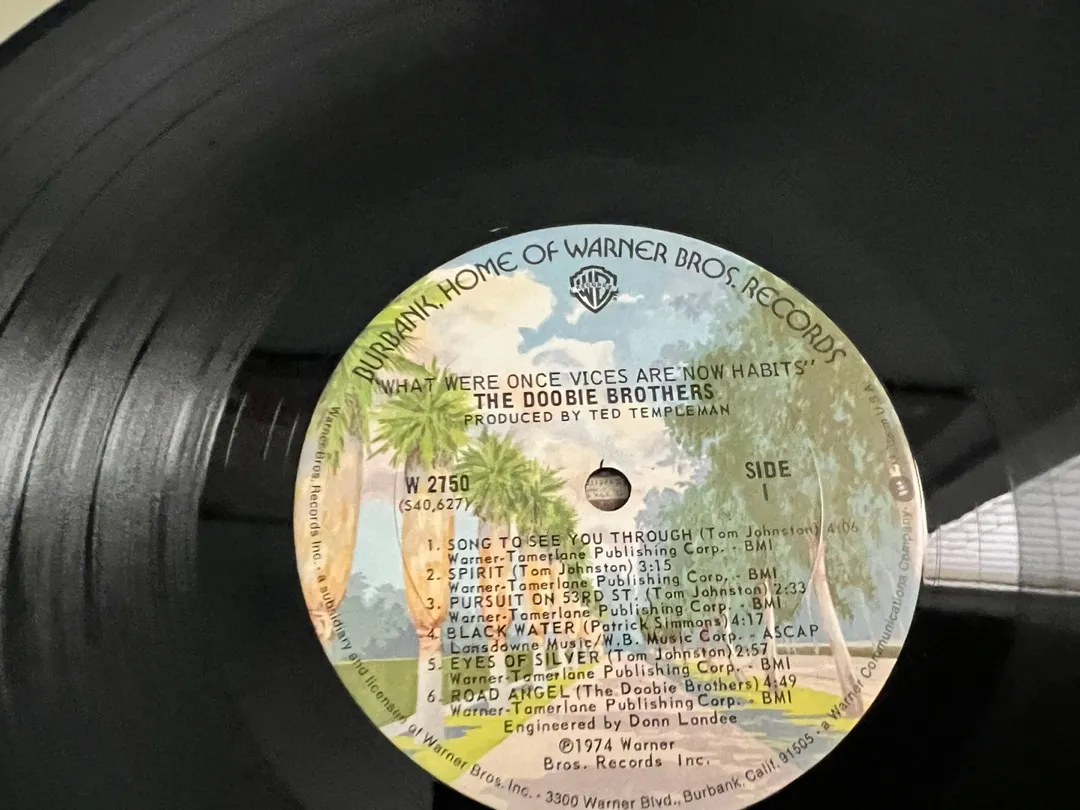 BURBANK, HOME OF WARNER BROS. RECORDS
"WHAT WERE ONCE VICES ARE NOW HABITS"
THE DOOBIE BROTHERS
PRODUCED BY TED TEMPLEMAN
W 2750
(S40,627)
SIDE
1
1. SONG TO SEE YOU THROUGH (Tom Johnston) 4:06
Warner-Tamerlane Publishing Corp. - BMI
2. SPIRIT (Tom Johnston) 3:15
Warner-Tamerlane Publishing Corp. - BMI
3. PURSUIT ON 53RD ST. (Tom Johnston) 2:33
Warner-Tamerlane Publishing Corp. - BMI
4. BLACK WATER (Patrick Simmons) 4:17
Lansdowne Music/W.B. Music Corp. - ASCAP
5. EYES OF SILVER (Tom Johnston) 2:57
Warner-Tamerlane Publishing Corp. - BMI
6. ROAD ANGEL (The Doobie Brothers) 4:49
Warner-Tamerlane Publishing Corp. - BMI
Engineered by Donn Landee
℗1974 Warner
Bros. Records Inc.
Warner Bros. Records Inc., a subsidiary and licensee of Warner Bros. Inc. - 3300 Warner Blvd., Burbank, Calif. 91505 - a Warner Communications Company